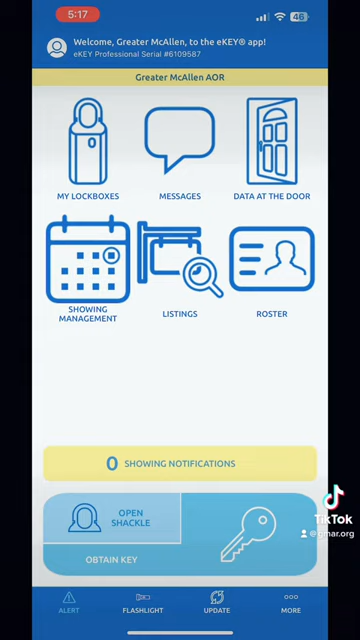 5:17
46
Welcome, Greater McAllen, to the eKEY® app!
eKEY Professional Serial #6109587
Greater McAllen AOR
MY LOCKBOXES
MESSAGES
DATA AT THE DOOR
SHOWING
MANAGEMENT
LISTINGS
ROSTER
0 SHOWING NOTIFICATIONS
OPEN
SHACKLE
OBTAIN KEY
TikTok
@gmar.org
ALERT
FLASHLIGHT
UPDATE
MORE